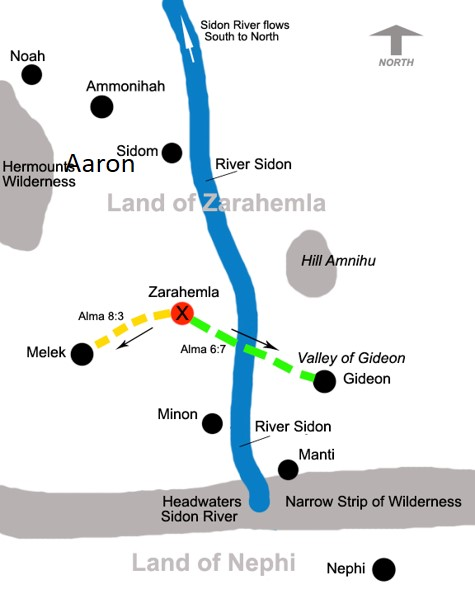 Sidon River flows
South to North
NORTH
Noah
Ammonihah
Sidom
Hermounts
Aaron
Wilderness
River Sidon
Land of Zarahemla
Hill Amnihu
Zarahemla
X
Alma 8:3
Alma 6:7
Melek
Valley of Gideon
Gideon
Minon
River Sidon
Manti
Headwaters
Sidon River
Narrow Strip of Wilderness
Land of Nephi
Nephi